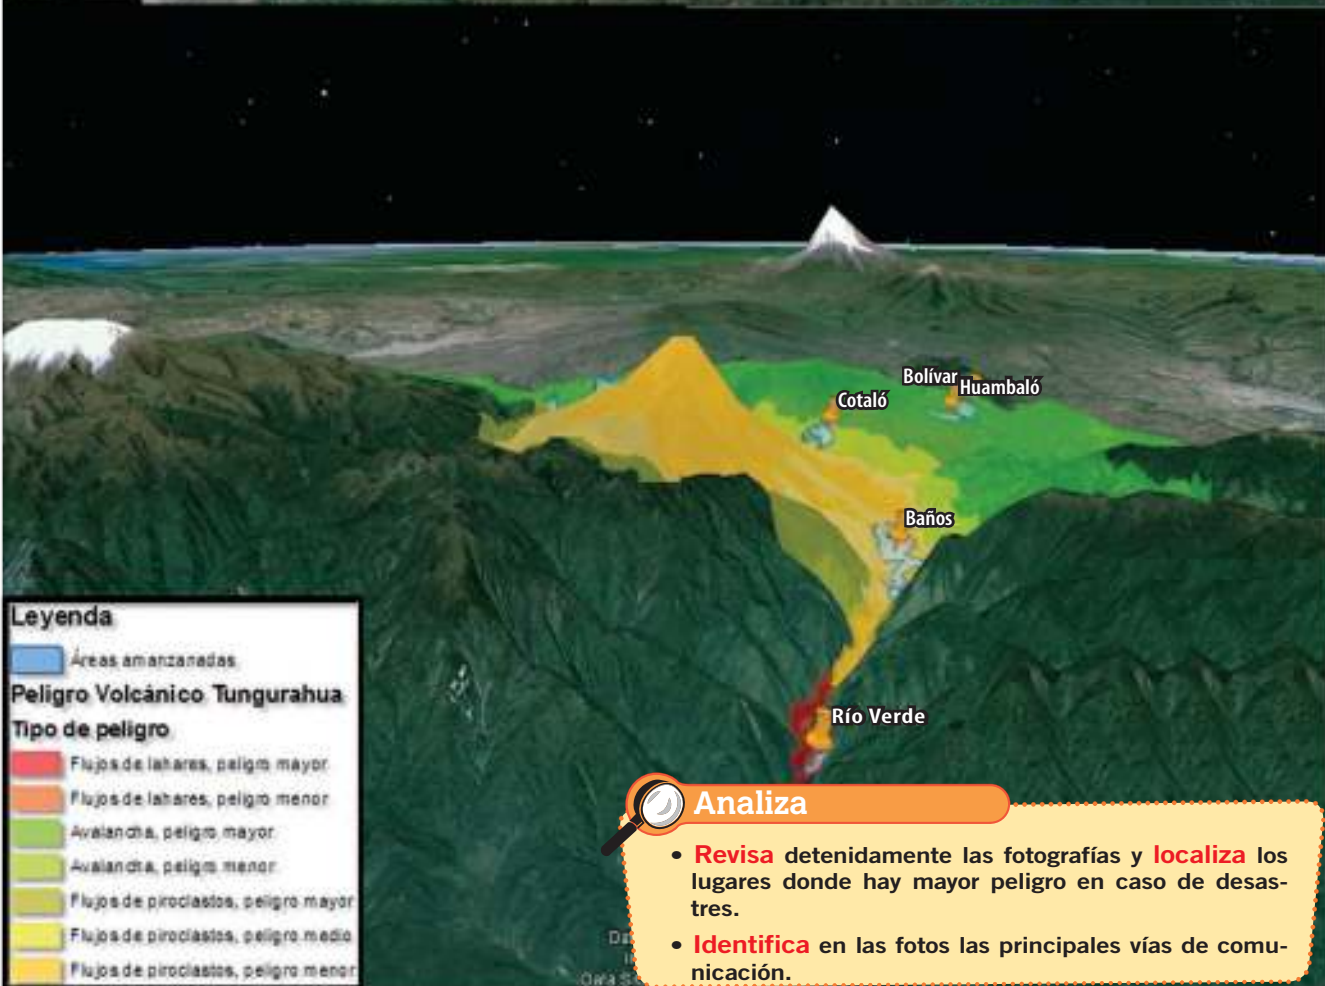 Bolívar
Huambaló
Cotaló
Baños
Río Verde
Leyenda
Áreas amanzanadas
Peligro Volcánico Tungurahua
Tipo de peligro
Flujos de lahares, peligro mayor
Flujos de lahares, peligro menor
Avalancha, peligro mayor
Avalancha, peligro menor
Flujos de piroclastos, peligro mayor
Flujos de piroclastos, peligro medio
Flujos de piroclastos, peligro menor
Analiza
• Revisa detenidamente las fotografías y localiza los
lugares donde hay mayor peligro en caso de desas-
tres.
• Identifica en las fotos las principales vías de comu-
nicación.